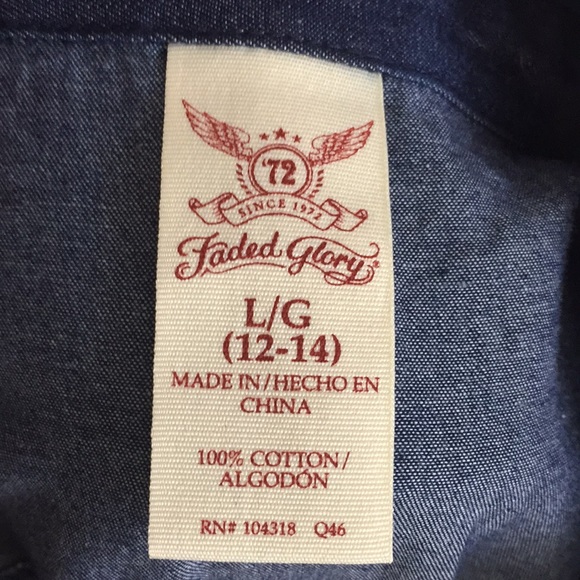 '72
SINCE 1972
Faded Glory
L/G
(12-14)
MADE IN/HECHO EN
CHINA
100% COTTON/
ALGODÓN
RN# 104318 Q46